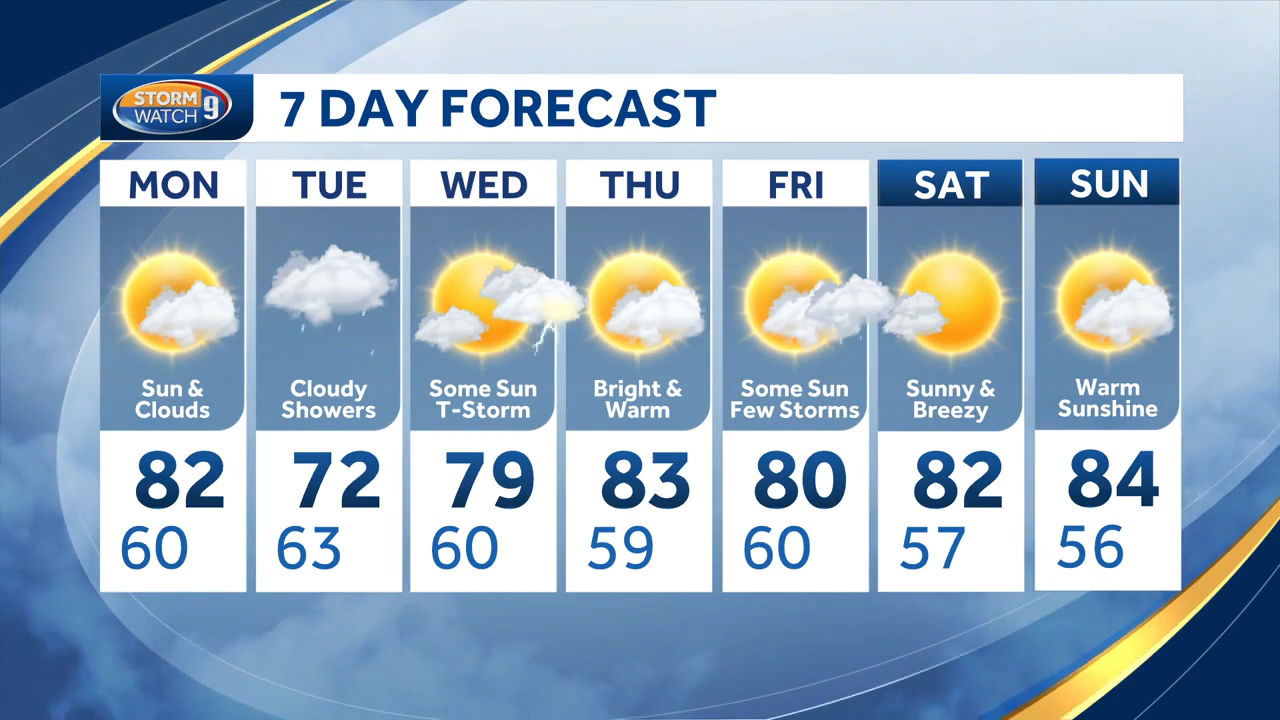 STORM
WATCH 9
7 DAY FORECAST
MON
TUE
WED
THU
FRI
SAT
SUN
Sun &
Clouds
Cloudy
Showers
Some Sun
T-Storm
Bright &
Warm
Some Sun
Few Storms
Sunny &
Breezy
Warm
Sunshine
82
72
79
83
80
82
84
60
63
60
59
60
57
56